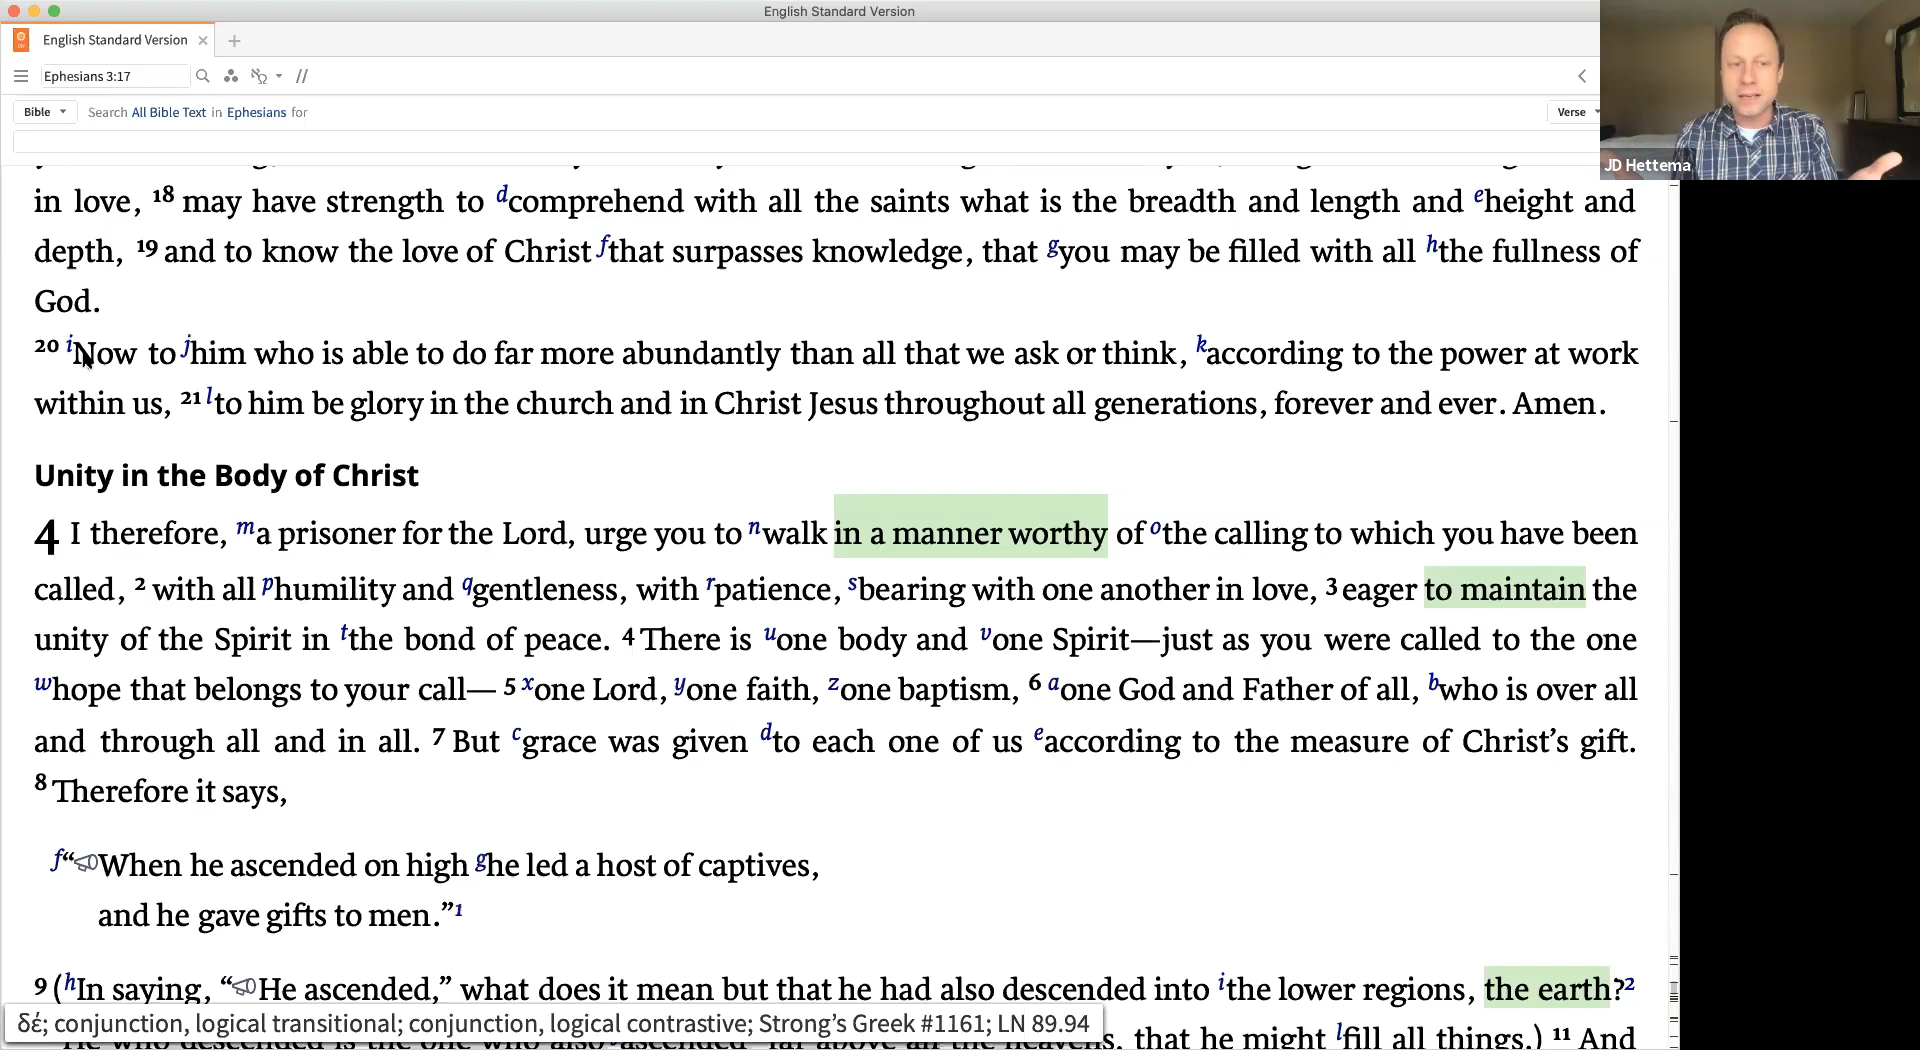 English Standard Version
English Standard Version
Ephesians 3:17
Bible Search All Bible Text in Ephesians for Verse
JD Hettema
in love, 18 may have strength to d comprehend with all the saints what is the breadth and length and e height and
depth, 19 and to know the love of Christ f that surpasses knowledge, that g you may be filled with all h the fullness of
God.
20 i Now to j him who is able to do far more abundantly than all that we ask or think, k according to the power at work
within us, 21 l to him be glory in the church and in Christ Jesus throughout all generations, forever and ever. Amen.
Unity in the Body of Christ
4 I therefore, m a prisoner for the Lord, urge you to n walk in a manner worthy of o the calling to which you have been
called, 2 with all p humility and q gentleness, with r patience, s bearing with one another in love, 3 eager to maintain the
unity of the Spirit in t the bond of peace. 4 There is u one body and v one Spirit—just as you were called to the one
w hope that belongs to your call— 5 x one Lord, y one faith, z one baptism, 6 a one God and Father of all, b who is over all
and through all and in all. 7 But c grace was given d to each one of us e according to the measure of Christ’s gift.
8 Therefore it says,
f “When he ascended on high g he led a host of captives,
and he gave gifts to men.” 1
9 ( h In saying, “He ascended,” what does it mean but that he had also descended into i the lower regions, the earth? 2
δέ; conjunction, logical transitional; conjunction, logical contrastive; Strong’s Greek #1161; LN 89.94
that he might l fill all things.) 11 And